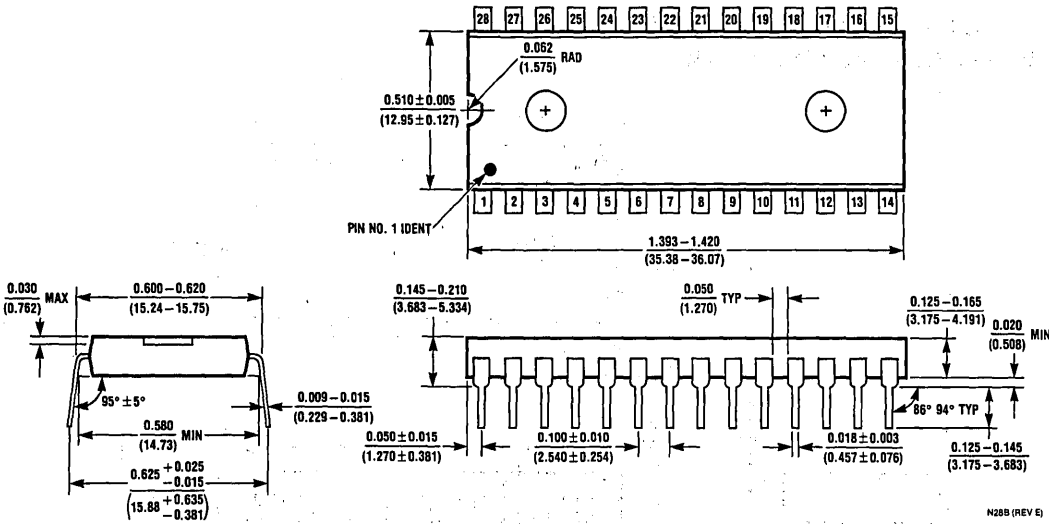 28 27 26 25 24 23 22 21 20 19 18 17 16 15
0.062
(1.575)
RAD
0.510 ± 0.005
(12.95 ± 0.127)
1 2 3 4 5 6 7 8 9 10 11 12 13 14
PIN NO. 1 IDENT
1.393 – 1.420
(35.38 – 36.07)
0.030
(0.762)
MAX
0.600 – 0.620
(15.24 – 15.75)
0.145 – 0.210
(3.683 – 5.334)
0.050
(1.270)
TYP
0.125 – 0.165
(3.175 – 4.191)
0.020
(0.508)
MIN
95° ± 5°
0.009 – 0.015
(0.229 – 0.381)
86° 94° TYP
0.580
(14.73)
MIN
0.050 ± 0.015
(1.270 ± 0.381)
0.100 ± 0.010
(2.540 ± 0.254)
0.018 ± 0.003
(0.457 ± 0.076)
0.125 – 0.145
(3.175 – 3.683)
0.625 +0.025
–0.015
(15.88 +0.635
–0.381)
N28B (REV E)